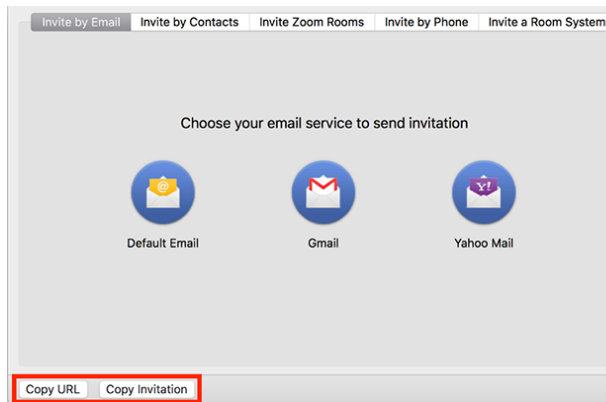 Invite by Email Invite by Contacts Invite Zoom Rooms Invite by Phone Invite a Room System
Choose your email service to send invitation
@ Y!
Default Email Gmail Yahoo Mail
Copy URL Copy Invitation